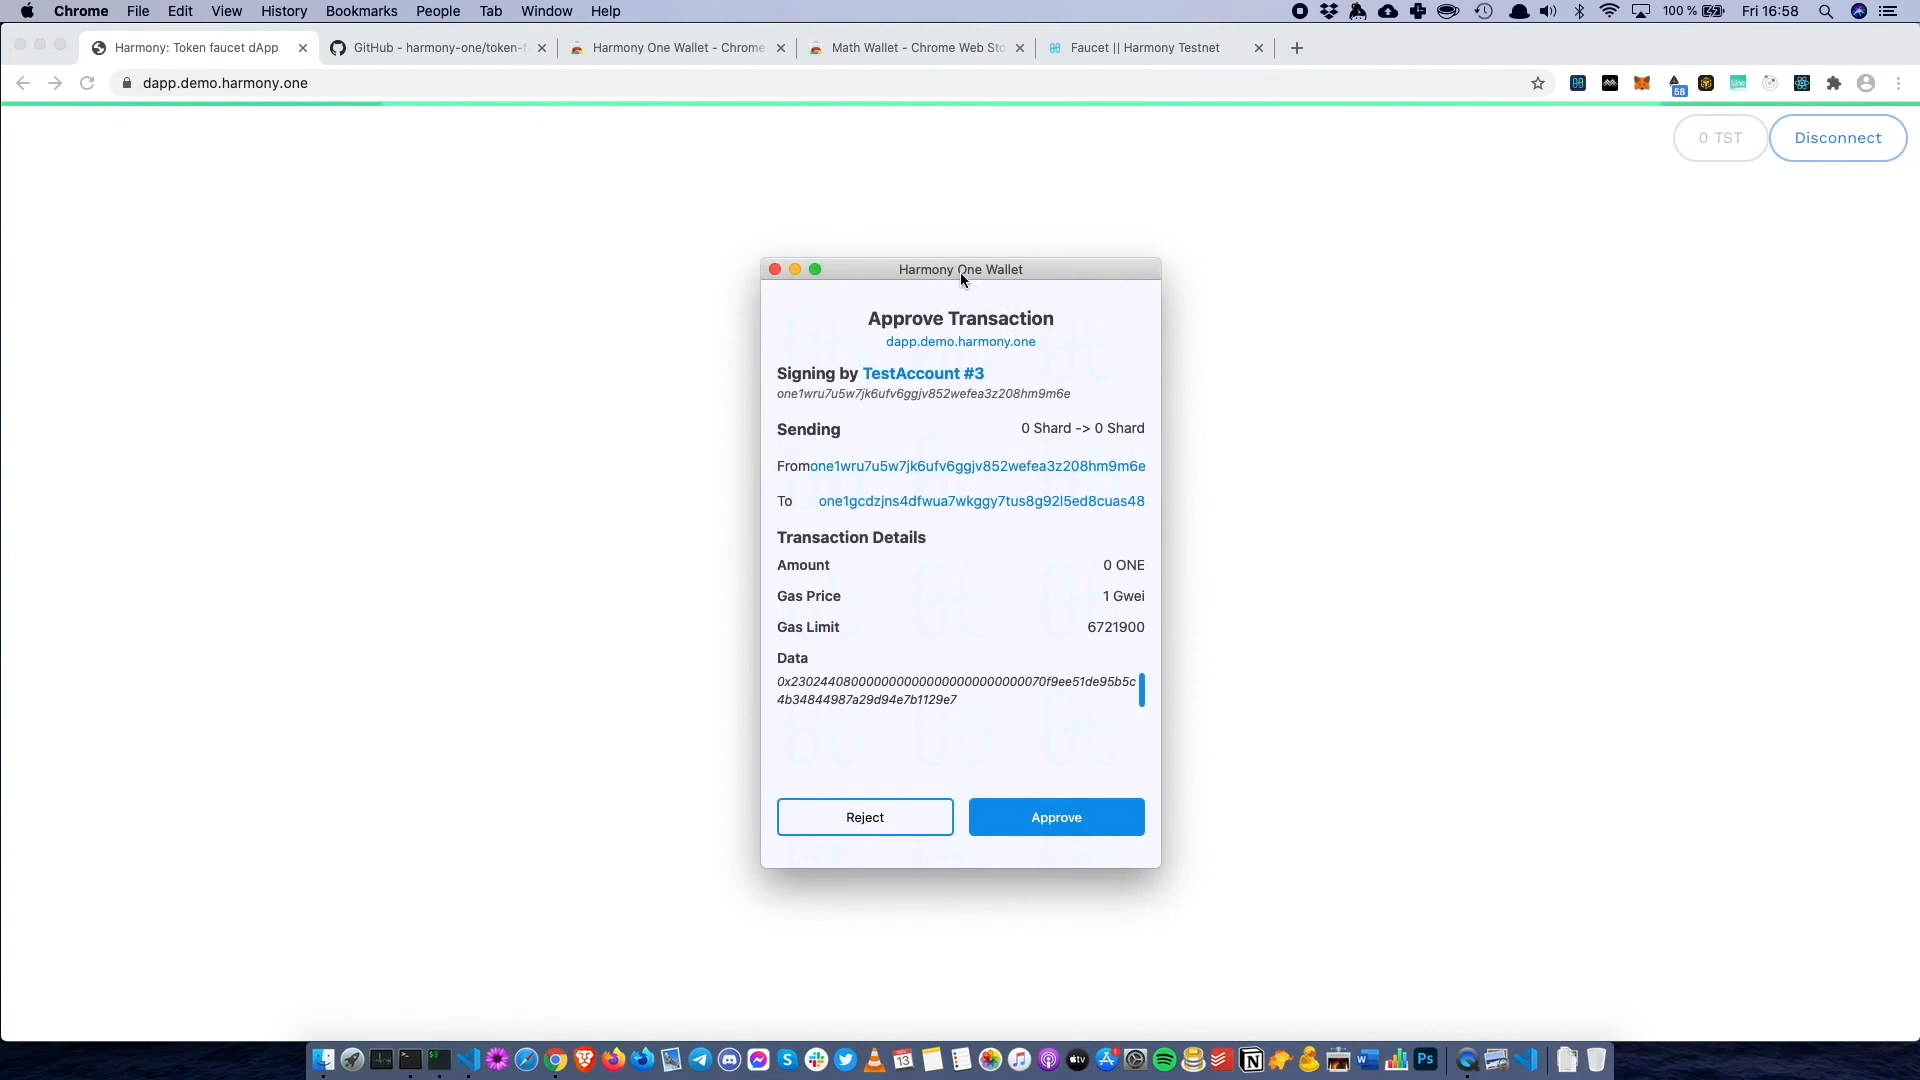 Chrome File Edit View History Bookmarks People Tab Window Help 100 % Fri 16:58
Harmony: Token faucet dApp GitHub - harmony-one/token-f Harmony One Wallet - Chrome Math Wallet - Chrome Web Sto Faucet || Harmony Testnet
dapp.demo.harmony.one 58
0 TST Disconnect
Harmony One Wallet
Approve Transaction
dapp.demo.harmony.one
Signing by TestAccount #3
one1wru7u5w7jk6ufv6ggjv852wefea3z208hm9m6e
Sending 0 Shard -> 0 Shard
From one1wru7u5w7jk6ufv6ggjv852wefea3z208hm9m6e
To one1gcdzjns4dfwua7wkggy7tus8g92l5ed8cuas48
Transaction Details
Amount 0 ONE
Gas Price 1 Gwei
Gas Limit 6721900
Data
4b34844987a29d94e7b1129e7
Reject Approve